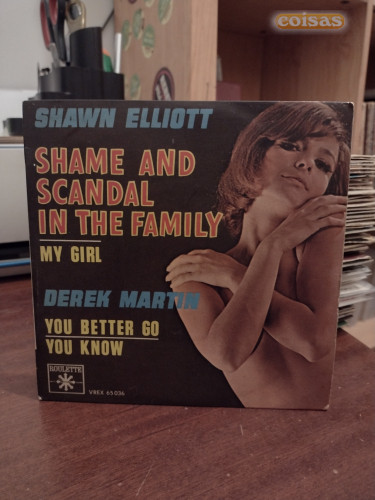 coisas
SHAWN ELLIOTT
SHAME AND
SCANDAL
IN THE FAMILY
MY GIRL
DEREK MARTIN
YOU BETTER GO
YOU KNOW
ROULETTE
VREX 65036